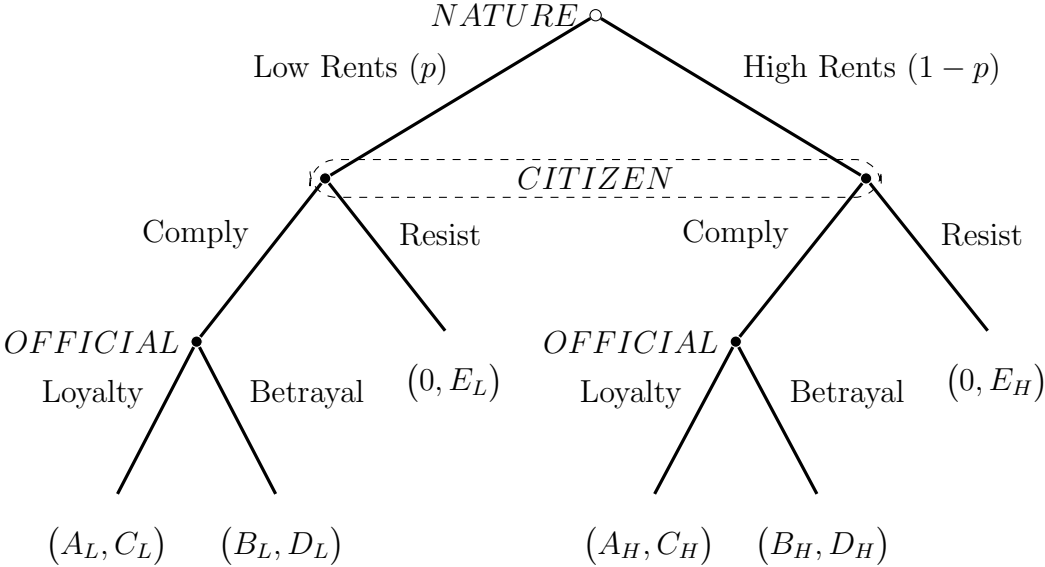 NATURE
Low Rents (p)
High Rents (1 − p)
CITIZEN
Comply
Resist
Comply
Resist
OFFICIAL
OFFICIAL
Loyalty
Betrayal
(0, E_L)
Loyalty
Betrayal
(0, E_H)
(A_L, C_L)
(B_L, D_L)
(A_H, C_H)
(B_H, D_H)